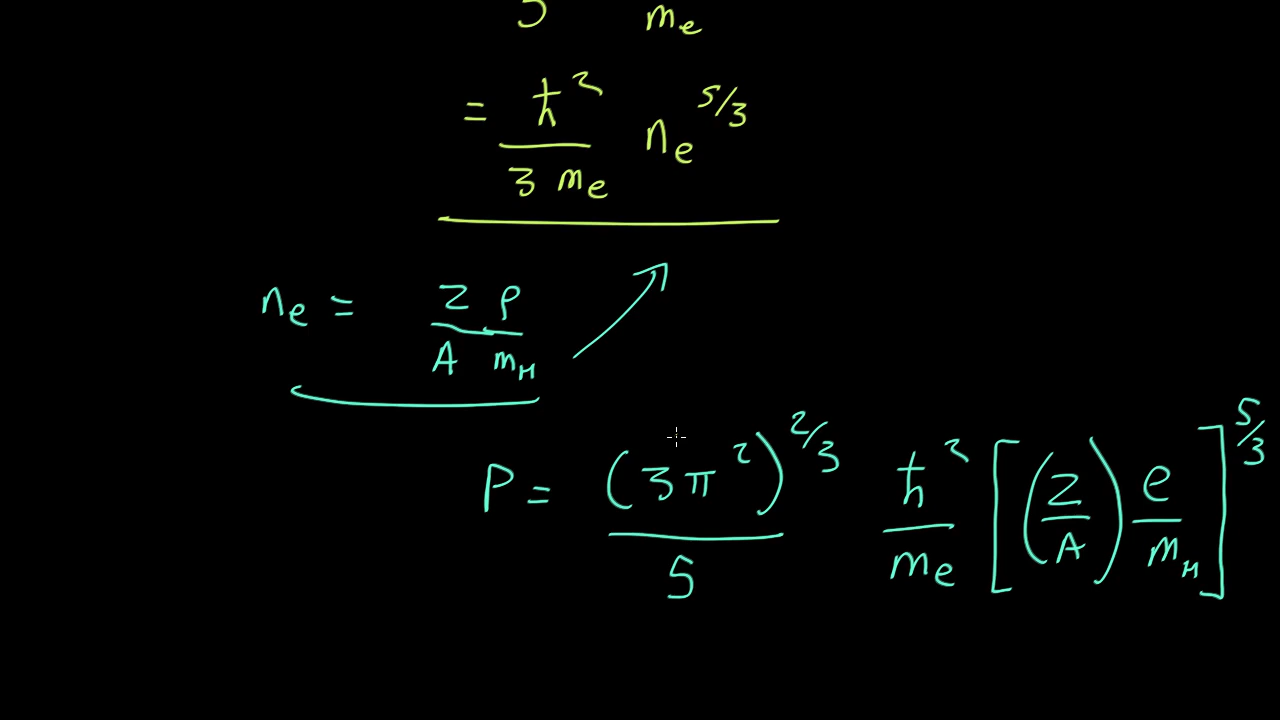 5 m_e
= ħ² / 3 m_e n_e^5/3
n_e = Z ρ / A m_H
P = (3π²)^2/3 / 5 ħ² / m_e [(Z/A) e / m_H]^5/3